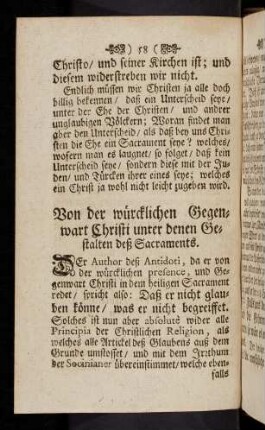 ) 58 (
Christo/ und seiner Kirchen ist; und
diesem widerstreben wir nicht.
Endlich müssen wir Christen ja alle doch
billig bekennen/ daß ein Unterscheid seye/
unter der Ehe der Christen/ und andrer
unglaubigen Völckern; Woran findet man
aber den Unterscheid/ als daß bey uns Chri-
sten die Ehe ein Sacrament seye? welches/
wofern man es laugnet/ so folget/ daß kein
Unterscheid seye/ sondern diese mit der Ju-
den/ und Türcken ihrer eines seye; welches
ein Christ ja wohl nicht leicht zugeben wird.
Von der würcklichen Gegen-
wart Christi unter denen Ge-
stalten deß Sacraments.
DEr Author deß Antidoti, da er von
der würcklichen præsence, und Ge-
genwart Christi in dem heiligen Sacrament
redet/ spricht also: Daß er nicht glau-
ben könne/ was er nicht begreiffet.
Solches ist nun aber absolutè wider alle
Principia der Christlichen Religion, als
welches alle Articlel deß Glaubens auß dem
Grunde umstosset/ und mit dem Irrthum
der Socinianer übereinstimmet/ welche eben-
falls